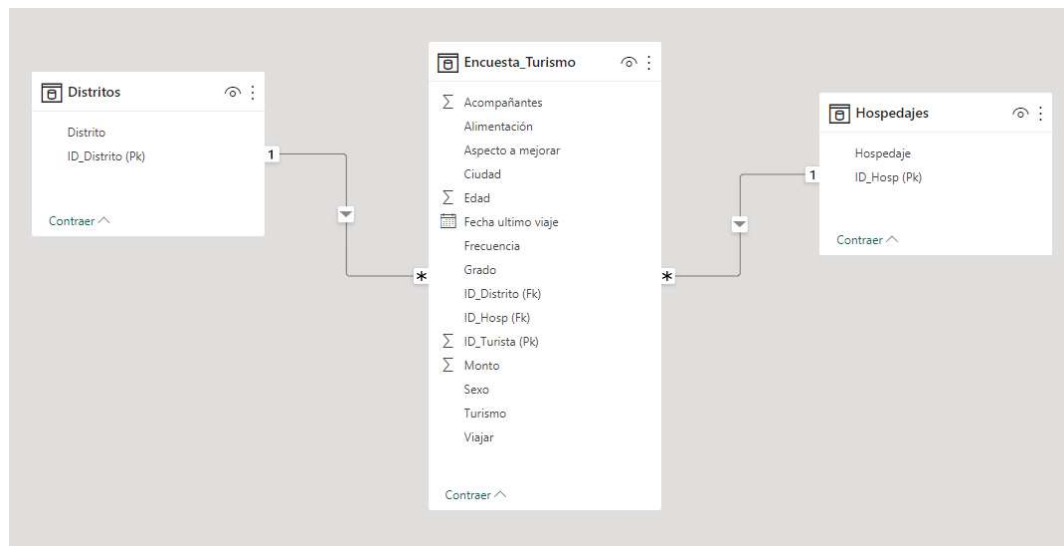 Distritos
Distrito
ID_Distrito (Pk)
Contraer
1
*
Encuesta_Turismo
Σ Acompañantes
Alimentación
Aspecto a mejorar
Ciudad
Σ Edad
Fecha ultimo viaje
Frecuencia
Grado
ID_Distrito (Fk)
ID_Hosp (Fk)
Σ ID_Turista (Pk)
Σ Monto
Sexo
Turismo
Viajar
Contraer
*
1
Hospedajes
Hospedaje
ID_Hosp (Pk)
Contraer